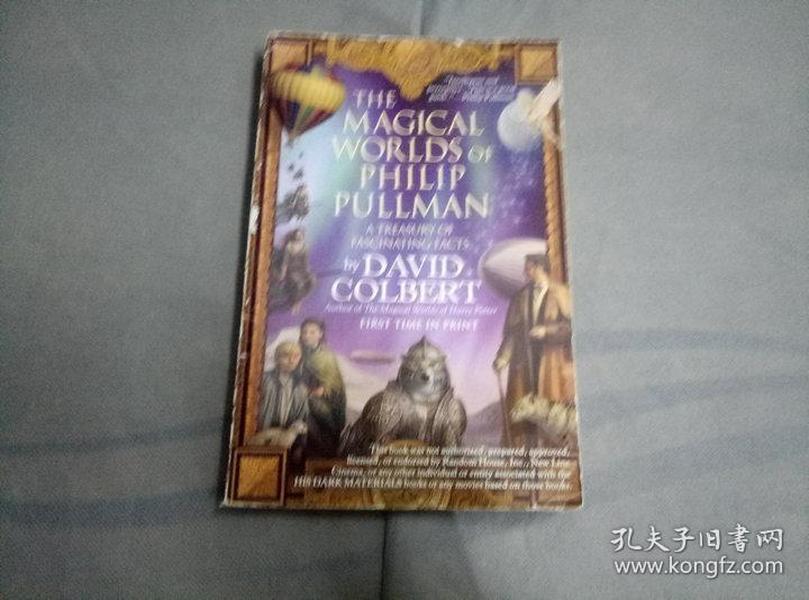 THE
MAGICAL
WORLDS OF
PHILIP
PULLMAN
A TREASURY OF
FASCINATING FACTS
by DAVID
COLBERT
Author of The Magical Worlds of Harry Potter
FIRST TIME IN PRINT
This book was not authorized, prepared, approved,
licensed, or endorsed by Random House, Inc., New Line
Cinema, or any other individual or entity associated with the
HIS DARK MATERIALS books or any movies based on those books.
孔夫子旧书网
www.kongfz.com